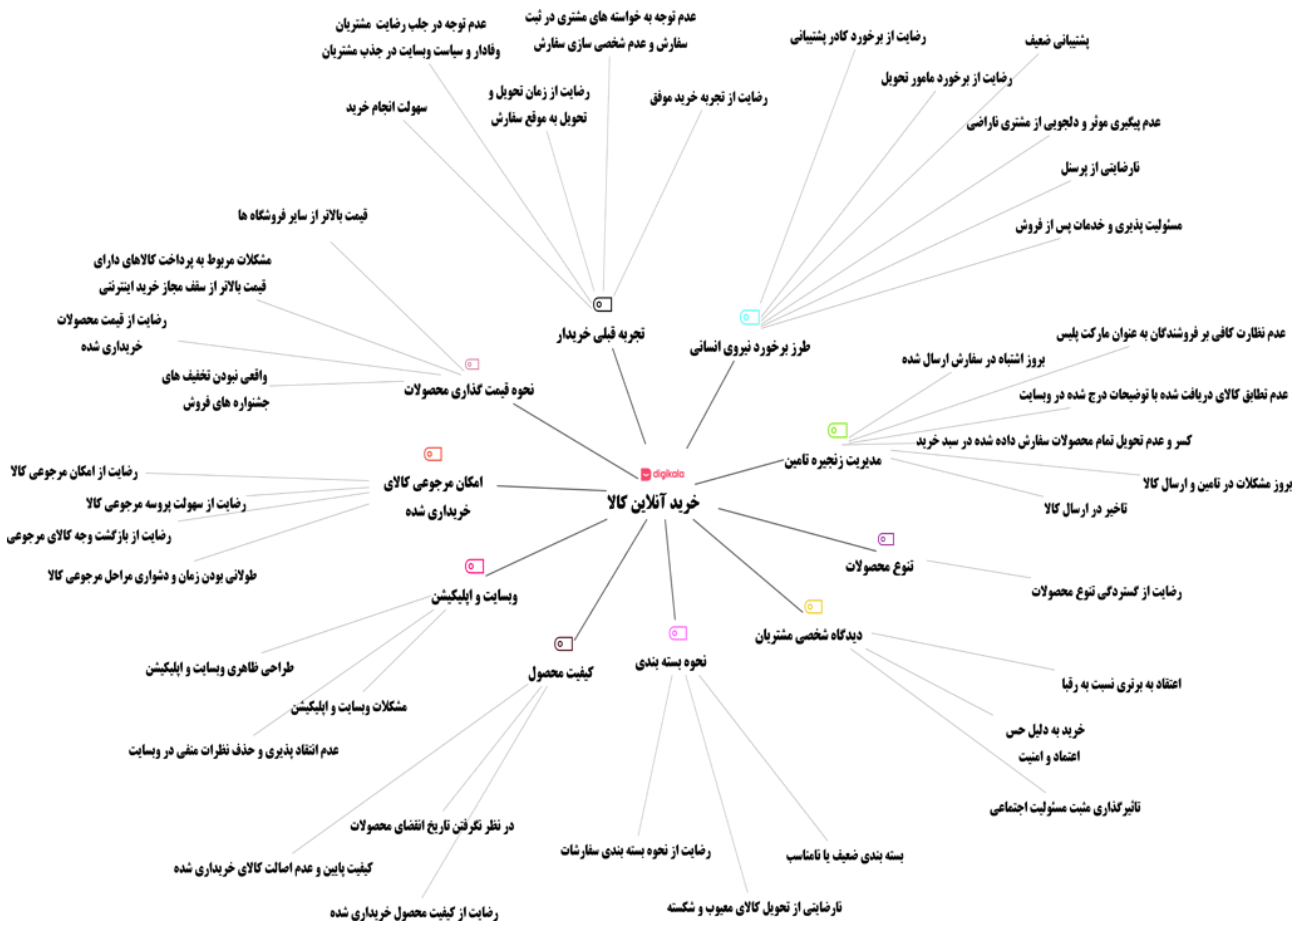 عدم توجه در جلب رضایت مشتریان
وفادار و سیاست وبسایت در جذب مشتریان
عدم توجه به خواسته های مشتری در ثبت
سفارش و عدم شخصی سازی سفارش
سهولت انجام خرید
رضایت از زمان تحویل و
تحویل به موقع سفارش
رضایت از تجربه خرید موفق
تجربه قبلی خریدار
رضایت از برخورد کادر پشتیبانی
پشتیبانی ضعیف
رضایت از برخورد مامور تحویل
عدم پیگیری موثر و دلجویی از مشتری ناراضی
نارضایتی از پرسنل
مسئولیت پذیری و خدمات پس از فروش
طرز برخورد نیروی انسانی
قیمت بالاتر از سایر فروشگاه ها
مشکلات مربوط به پرداخت کالاهای دارای
قیمت بالاتر از سقف مجاز خرید اینترنتی
رضایت از قیمت محصولات
خریداری شده
واقعی نبودن تخفیف های
جشنواره های فروش
نحوه قیمت گذاری محصولات
عدم نظارت کافی بر فروشندگان به عنوان مارکت پلیس
بروز اشتباه در سفارش ارسال شده
عدم تطابق کالای دریافت شده با توضیحات درج شده در وبسایت
کسر و عدم تحویل تمام محصولات سفارش داده شده در سبد خرید
بروز مشکلات در تامین و ارسال کالا
تاخیر در ارسال کالا
مدیریت زنجیره تامین
digikala
خرید آنلاین کالا
امکان مرجوعی کالای
خریداری شده
رضایت از امکان مرجوعی کالا
رضایت از سهولت پروسه مرجوعی کالا
رضایت از بازگشت وجه کالای مرجوعی
طولانی بودن زمان و دشواری مراحل مرجوعی کالا
تنوع محصولات
رضایت از گستردگی تنوع محصولات
وبسایت و اپلیکیشن
طراحی ظاهری وبسایت و اپلیکیشن
مشکلات وبسایت و اپلیکیشن
عدم انتقاد پذیری و حذف نظرات منفی در وبسایت
دیدگاه شخصی مشتریان
اعتقاد به برتری نسبت به رقبا
خرید به دلیل حس
اعتماد و امنیت
تاثیرگذاری مثبت مسئولیت اجتماعی
نحوه بسته بندی
رضایت از نحوه بسته بندی سفارشات
بسته بندی ضعیف یا نامناسب
نارضایتی از تحویل کالای معیوب و شکسته
کیفیت محصول
در نظر نگرفتن تاریخ انقضای محصولات
کیفیت پایین و عدم اصالت کالای خریداری شده
رضایت از کیفیت محصول خریداری شده